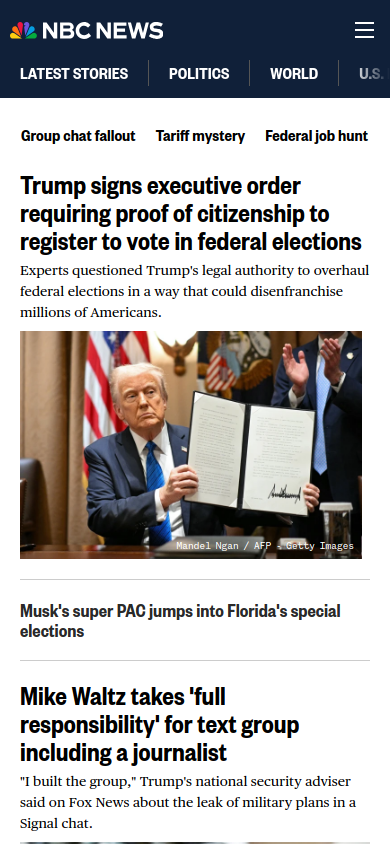 NBC NEWS
LATEST STORIES POLITICS WORLD U.S.
Group chat fallout Tariff mystery Federal job hunt
Trump signs executive order
requiring proof of citizenship to
register to vote in federal elections
Experts questioned Trump's legal authority to overhaul
federal elections in a way that could disenfranchise
millions of Americans.
Mandel Ngan / AFP - Getty Images
Musk's super PAC jumps into Florida's special
elections
Mike Waltz takes 'full
responsibility' for text group
including a journalist
"I built the group," Trump's national security adviser
said on Fox News about the leak of military plans in a
Signal chat.